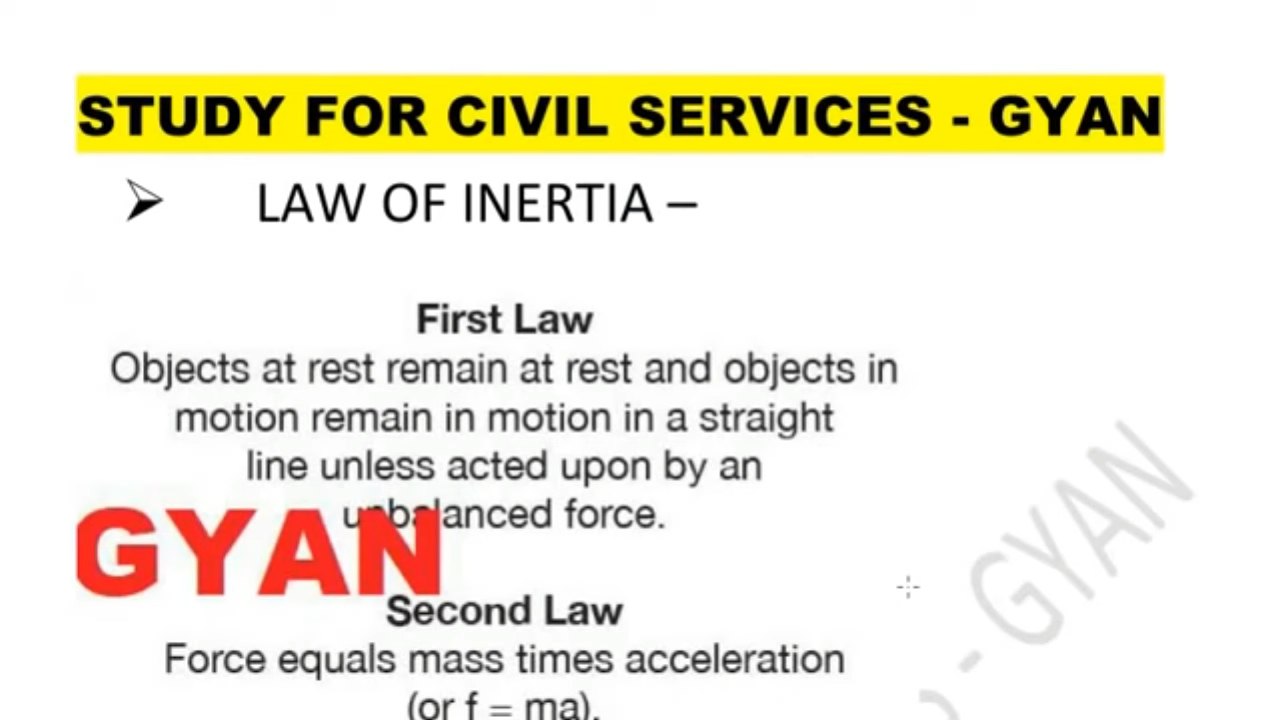 STUDY FOR CIVIL SERVICES - GYAN
➢ LAW OF INERTIA –
First Law
Objects at rest remain at rest and objects in
motion remain in motion in a straight
line unless acted upon by an
unbalanced force.
GYAN
Second Law
Force equals mass times acceleration
(or f = ma).
- GYAN